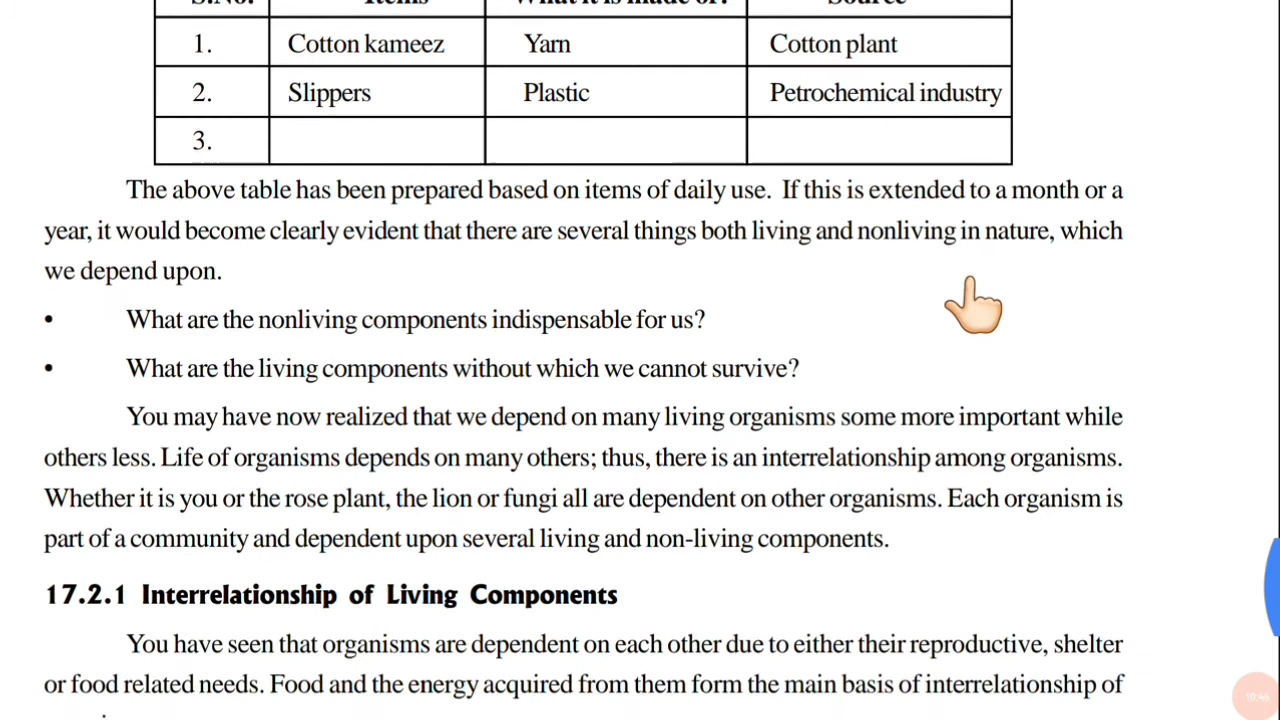 S.No. Items What it is made of? Source
1. Cotton kameez Yarn Cotton plant
2. Slippers Plastic Petrochemical industry
3.
The above table has been prepared based on items of daily use. If this is extended to a month or a
year, it would become clearly evident that there are several things both living and nonliving in nature, which
we depend upon.
• What are the nonliving components indispensable for us?
• What are the living components without which we cannot survive?
You may have now realized that we depend on many living organisms some more important while
others less. Life of organisms depends on many others; thus, there is an interrelationship among organisms.
Whether it is you or the rose plant, the lion or fungi all are dependent on other organisms. Each organism is
part of a community and dependent upon several living and non-living components.
17.2.1 Interrelationship of Living Components
You have seen that organisms are dependent on each other due to either their reproductive, shelter
or food related needs. Food and the energy acquired from them form the main basis of interrelationship of